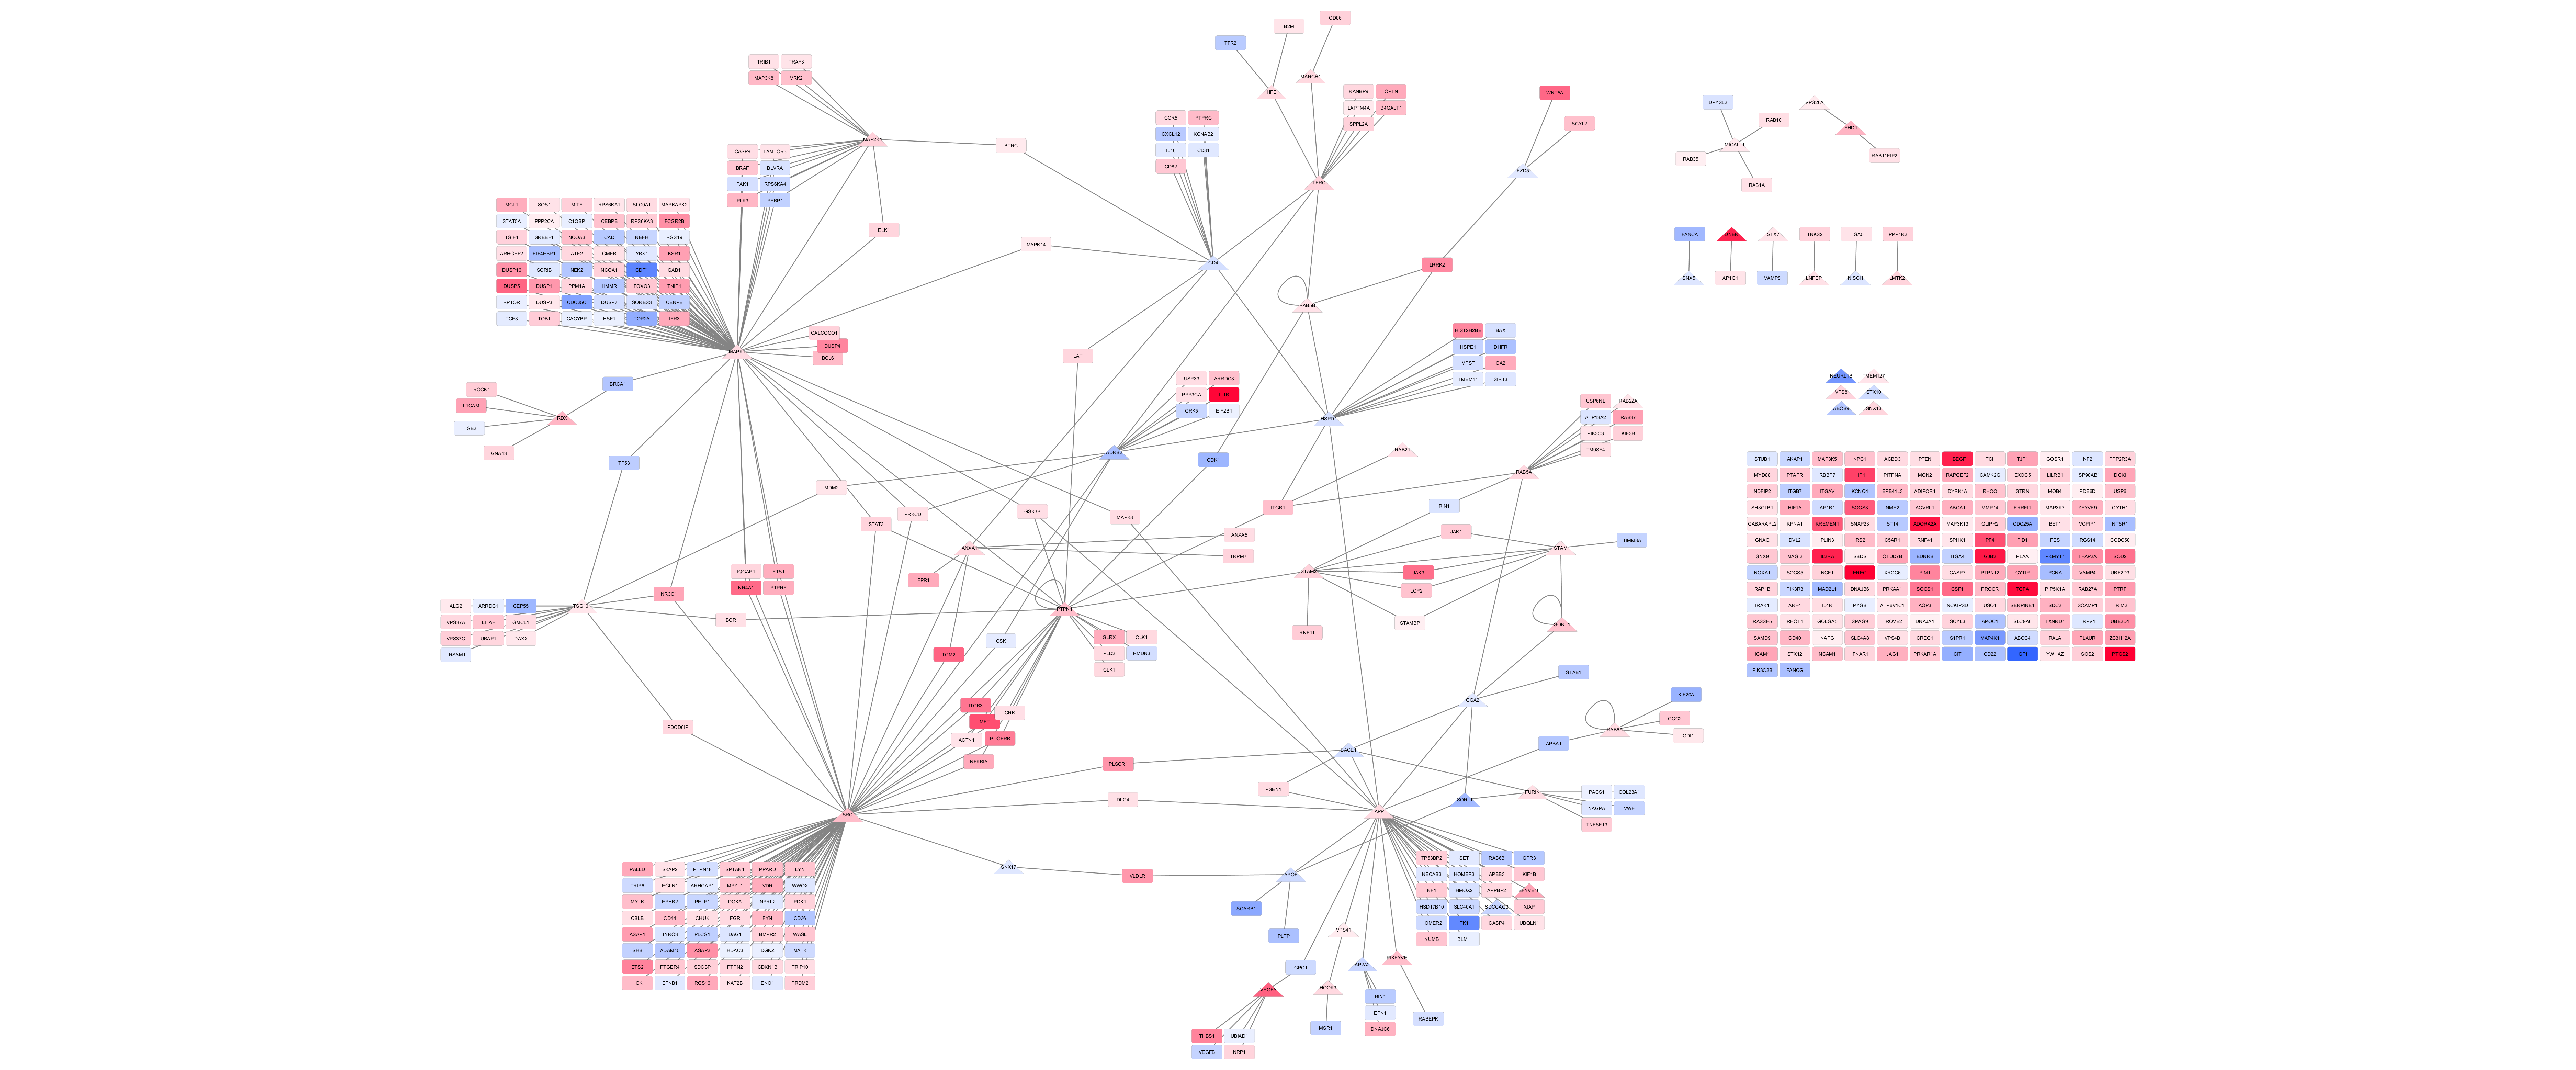 B2M
CD86
TFR2
MARCH1
HFE
TRIB1 TRAF3
MAP3K8 VRK2
RANBP9 OPTN
LAPTM4A B4GALT1
SPPL2A
WNT5A
SCYL2
DPYSL2
RAB10
MICALL1
RAB35
RAB1A
VPS26A
EHD1
RAB11FIP2
CCR5 PTPRC
CXCL12 KCNAB2
IL16 CD81
CD82
MAP2K1
BTRC
CASP9 LAMTOR3
BRAF BLVRA
PAK1 RPS6KA4
PLK3 PEBP1
FZD5
TFRC
MCL1 SOS1 MITF RPS6KA1 SLC9A1 MAPKAPK2
STAT5A PPP2CA C1QBP CEBPB RPS6KA3 FCGR2B
TGIF1 SREBF1 NCOA3 CAD NEFH RGS19
ARHGEF2 EIF4EBP1 ATF2 GMFB YBX1 KSR1
DUSP16 SCRIB NEK2 NCOA1 CDT1 GAB1
DUSP5 DUSP1 PPM1A HMMR FOXO3 TNIP1
RPTOR DUSP3 CDC25C DUSP7 SORBS3 CENPE
TCF3 TOB1 CACYBP HSF1 TOP2A IER3
ELK1
MAPK14
CD4
LRRK2
FANCA STX7 TNKS2 ITGA5 PPP1R2
SNX5 AP1G1 VAMP8 LNPEP NISCH LMTK2
RAB5B
CALCOCO1
DUSP4
BCL6
MAPK1
LAT
HIST2H2BE BAX
HSPE1 DHFR
MPST CA2
TMEM11 SIRT3
BRCA1
ROCK1
L1CAM
RDX
ITGB2
GNA13
USP33 ARRDC3
PPP3CA IL1B
GRK5 EIF2B1
HSPD1
NEURL1B TMEM127
VPS8 STX10
ABCB9 SNX13
USP6NL RAB22A
ATP13A2 RAB37
PIK3C3 KIF3B
TM9SF4
RAB21
TP53
ADRB2
CDK1
RAB5A
MDM2
ITGB1
RIN1
PRKCD
GSK3B
MAPK8
STAT3
ANXA5
TRPM7
ANXA1
JAK1
STAM
TIMM8A
STAM2
JAK3
LCP2
STAMBP
RNF11
SORT1
IQGAP1 ETS1
NR4A1 PTPRE
FPR1
NR3C1
ALG2 ARRDC1 CEP55
VPS37A LITAF GMCL1
VPS37C UBAP1 DAXX
LRSAM1
TSG101
BCR
PTPN1
CSK
TGM2
GLRX CLK1
PLD2 RMDN3
CLK1
STUB1 AKAP1 MAP3K5 NPC1 ACBD3 PTEN HBEGF ITCH TJP1 GOSR1 NF2 PPP2R3A
MYD88 PTAFR RBBP7 HIP1 PITPNA MON2 RAPGEF2 CAMK2G EXOC5 LILRB1 HSP90AB1 DGKI
NDFIP2 ITGB7 ITGAV KCNQ1 EPB41L3 ADIPOR1 DYRK1A RHOQ STRN MOB4 PDE8D USP8
SH3GLB1 HIF1A AP1B1 SOCS3 NME2 ACVRL1 ABCA1 MMP14 ERRFI1 MAP3K7 ZFYVE9 CYTH1
GABARAPL2 KPNA1 KREMEN1 SNAP23 ST14 ADORA2A MAP3K13 GLIPR2 CDC25A BET1 VCPIP1 NTSR1
GNAQ DVL2 PLIN3 IRS2 C5AR1 RNF41 SPHK1 PF4 PID1 FES RGS14 CCDC50
SNX9 MAGI2 IL2RA SBDS OTUD7B EDNRB ITGA4 PLAA PKMYT1 TFAP2A SOD2
NOXA1 SOCS5 NCF1 EREG XRCC6 PIM1 CASP7 PTPN12 CYTIP PCNA VAMP4 UBE2D3
RAP1B PIK3R3 MAD2L1 DNAJB6 PRKAA1 SOCS1 CSF1 PROCR TGFA PIP5K1A RAB27A PTRF
IRAK1 ARF4 IL4R PYGB ATP6V1C1 AQP3 NCKIPSD USO1 SERPINE1 SDC2 SCAMP1 TRIM2
RASSF5 RHOT1 GOLGA5 SPAG9 TROVE2 DNAJA1 SCYL3 APOC1 SLC9A6 TXNRD1 TRPV1 UBE2D1
SAMD9 CD40 NAPG SLC4A8 VPS4B CREG1 S1PR1 MAP4K1 ABCC4 RALA PLAUR ZC3H12A
ICAM1 STX12 NCAM1 IFNAR1 JAG1 PRKAR1A CIT CD22 IGF1 YWHAZ SOS2 PTGS2
PIK3C2B FANCG
STAB1
GGA2
KIF20A
GCC2
GDI1
RAB6A
APBA1
ITGB3
MET CRK
ACTN1 PDGFRB
NFKBIA
PDCD6IP
BACE1
PLSCR1
PSEN1
DLG4
SORL1
FURIN
PACS1 COL23A1
NAGPA VWF
TNFSF13
SRC
APP
PALLD SKAP2 PTPN18 SPTAN1 PPARD LYN
TRIP6 EGLN1 ARHGAP1 MPZL1 VDR WWOX
MYLK EPHB2 PELP1 DGKA NPRL2 PDK1
CBLB CD44 CHUK FGR FYN CD36
ASAP1 TYRO3 PLCG1 DAG1 BMPR2 WASL
SHB ADAM15 ASAP2 HDAC3 DGKZ MATK
ETS2 PTGER4 SDCBP PTPN2 CDKN1B TRIP10
HCK EFNB1 RGS16 KAT2B ENO1 PRDM2
SNX17
VLDLR
APOE
SCARB1
PLTP
TP53BP2 SET RAB6B GPR3
NECAB3 HOMER3 APBB3 KIF1B
NF1 HMOX2 APPBP2 ZFYVE16
HSD17B10 SLC40A1 SDCCAG3 XIAP
HOMER2 TK1 CASP4 UBQLN1
NUMB BLMH
VPS41
PIKFYVE
AP2A2
GPC1
VEGFA
HOOK3
BIN1
EPN1
DNAJC6
RABEPK
MSR1
THBS1 UBIAD1
VEGFB NRP1